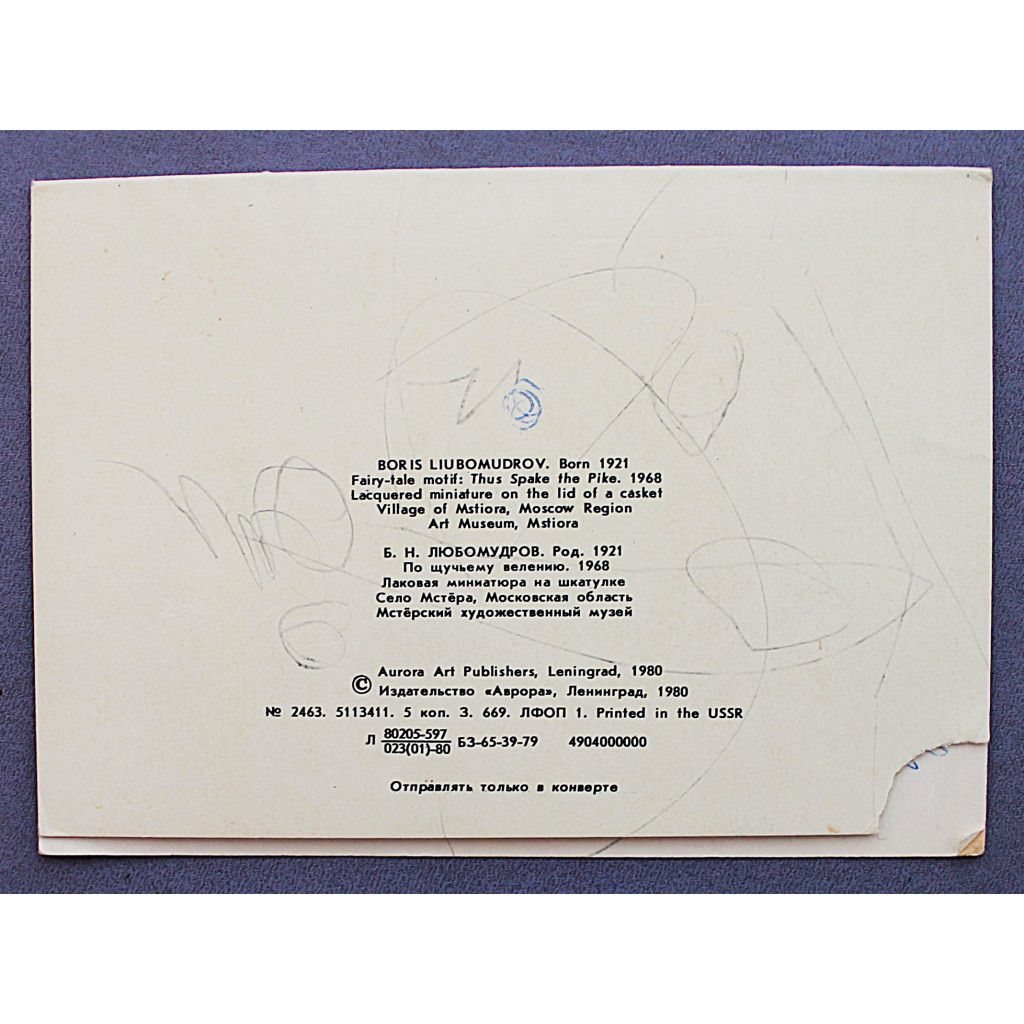 BORIS LIUBOMUDROV. Born 1921
Fairy-tale motif: Thus Spake the Pike. 1968
Lacquered miniature on the lid of a casket
Village of Mstiora, Moscow Region
Art Museum, Mstiora
Б. Н. ЛЮБОМУДРОВ. Род. 1921
По щучьему велению. 1968
Лаковая миниатюра на шкатулке
Село Мстёра, Московская область
Мстёрский художественный музей
Aurora Art Publishers, Leningrad, 1980
© Издательство «Аврора», Ленинград, 1980
№ 2463. 5113411. 5 коп. З. 669. ЛФОП 1. Printed in the USSR
Л 80205-597
023(01)-80 БЗ-65-39-79 4904000000
Отправлять только в конверте